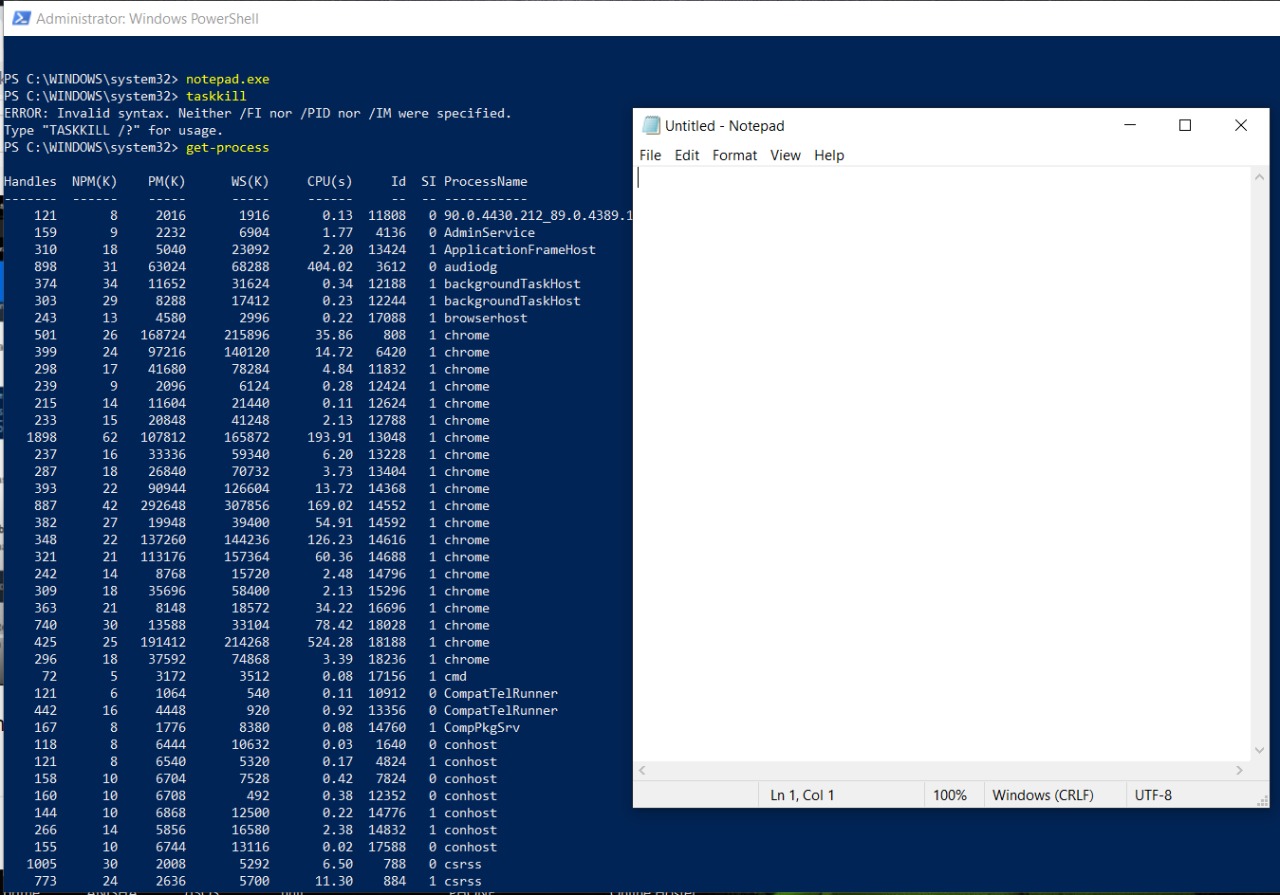 Administrator: Windows PowerShell
PS C:\WINDOWS\system32> notepad.exe
PS C:\WINDOWS\system32> taskkill
ERROR: Invalid syntax. Neither /FI nor /PID nor /IM were specified.
Type "TASKKILL /?" for usage.
PS C:\WINDOWS\system32> get-process
Handles NPM(K) PM(K) WS(K) CPU(s) Id SI ProcessName
------- ------ ----- ----- ------ -- -- -----------
121 8 2016 1916 0.13 11808 0 90.0.4430.212_89.0.4389.1
159 9 2232 6904 1.77 4136 0 AdminService
310 18 5040 23092 2.20 13424 1 ApplicationFrameHost
898 31 63024 68288 404.02 3612 0 audiodg
374 34 11652 31624 0.34 12188 1 backgroundTaskHost
303 29 8288 17412 0.23 12244 1 backgroundTaskHost
243 13 4580 2996 0.22 17088 1 browserhost
501 26 168724 215896 35.86 808 1 chrome
399 24 97216 140120 14.72 6420 1 chrome
298 17 41680 78284 4.84 11832 1 chrome
239 9 2096 6124 0.28 12424 1 chrome
215 14 11604 21440 0.11 12624 1 chrome
233 15 20848 41248 2.13 12788 1 chrome
1898 62 107812 165872 193.91 13048 1 chrome
237 16 33336 59340 6.20 13228 1 chrome
287 18 26840 70732 3.73 13404 1 chrome
393 22 90944 126604 13.72 14368 1 chrome
887 42 292648 307856 169.02 14552 1 chrome
382 27 19948 39400 54.91 14592 1 chrome
348 22 137260 144236 126.23 14616 1 chrome
321 21 113176 157364 60.36 14688 1 chrome
242 14 8768 15720 2.48 14796 1 chrome
309 18 35696 58400 2.13 15296 1 chrome
363 21 8148 18572 34.22 16696 1 chrome
740 30 13588 33104 78.42 18028 1 chrome
425 25 191412 214268 524.28 18188 1 chrome
296 18 37592 74868 3.39 18236 1 chrome
72 5 3172 3512 0.08 17156 1 cmd
121 6 1064 540 0.11 10912 0 CompatTelRunner
442 16 4448 920 0.92 13356 0 CompatTelRunner
167 8 1776 8380 0.08 14760 1 CompPkgSrv
118 8 6444 10632 0.03 1640 0 conhost
121 8 6540 5320 0.17 4824 1 conhost
158 10 6704 7528 0.42 7824 0 conhost
160 10 6708 492 0.38 12352 0 conhost
144 10 6868 12500 0.22 14776 1 conhost
266 14 5856 16580 2.38 14832 1 conhost
155 10 6744 13116 0.02 17588 0 conhost
1005 30 2008 5292 6.50 788 0 csrss
773 24 2636 5700 11.30 884 1 csrss
Untitled - Notepad
File Edit Format View Help
Ln 1, Col 1 100% Windows (CRLF) UTF-8